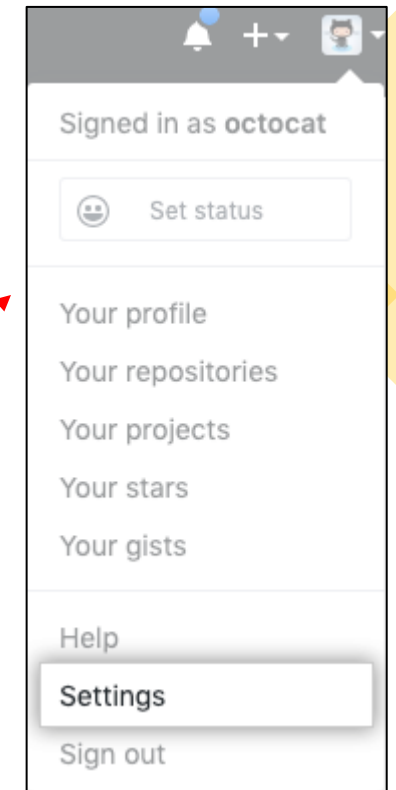 Signed in as octocat
Set status
Your profile
Your repositories
Your projects
Your stars
Your gists
Help
Settings
Sign out